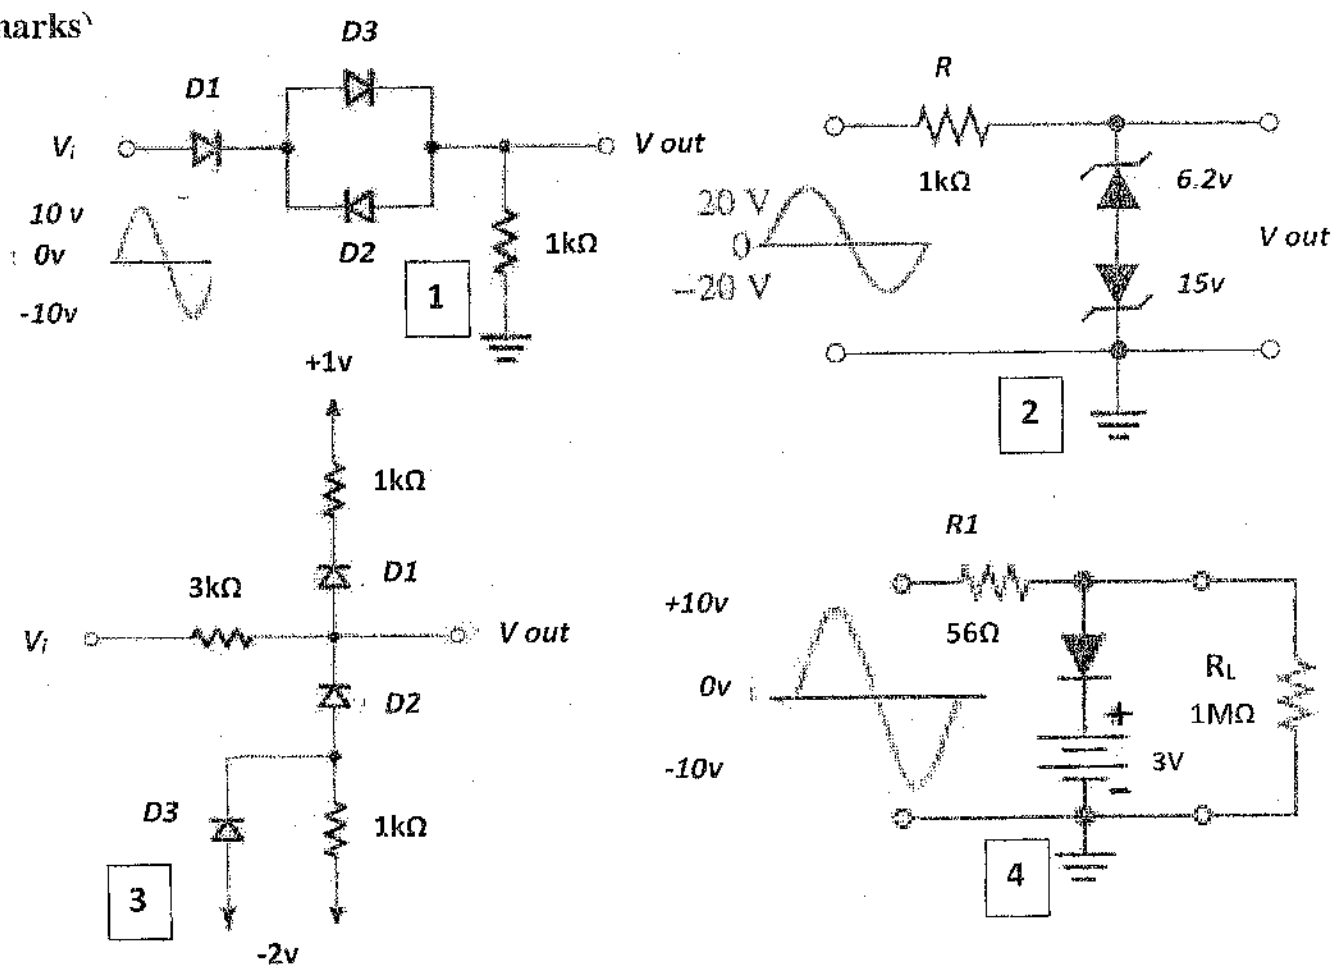 marks
D3
D1
Vi
V out
10 v
0v
-10v
D2
1kΩ
1
R
1kΩ
6.2v
20 V
0
-20 V
V out
15v
2
+1v
1kΩ
D1
3kΩ
Vi
V out
D2
D3
1kΩ
3
-2v
R1
+10v
56Ω
0v
RL
1MΩ
+
3V
-10v
-
4